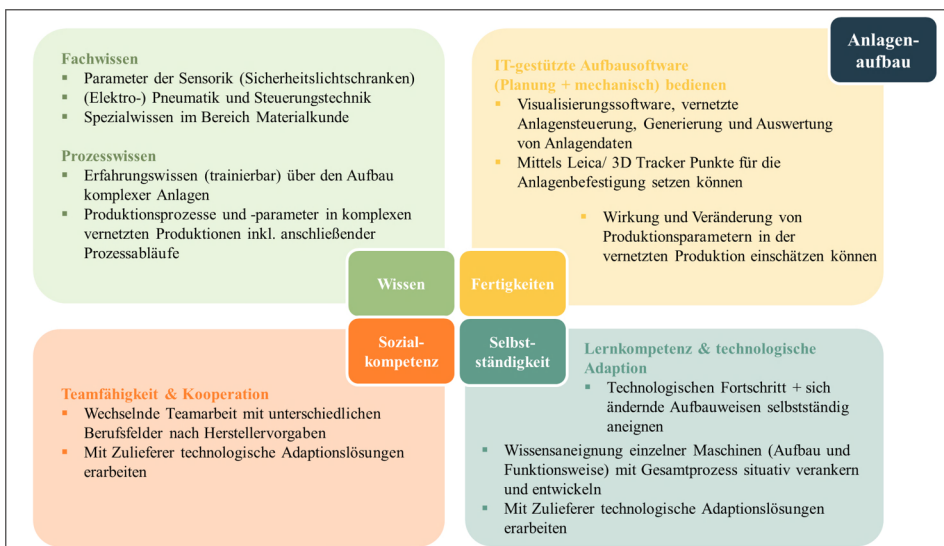 Anlagen-
aufbau
Fachwissen
▪ Parameter der Sensorik (Sicherheitslichtschranken)
▪ (Elektro-) Pneumatik und Steuerungstechnik
▪ Spezialwissen im Bereich Materialkunde
Prozesswissen
▪ Erfahrungswissen (trainierbar) über den Aufbau
komplexer Anlagen
▪ Produktionsprozesse und -parameter in komplexen
vernetzten Produktionen inkl. anschließender
Prozessabläufe
IT-gestützte Aufbausoftware
(Planung + mechanisch) bedienen
▪ Visualisierungssoftware, vernetzte
Anlagensteuerung, Generierung und Auswertung
von Anlagendaten
▪ Mittels Leica/ 3D Tracker Punkte für die
Anlagenbefestigung setzen können
▪ Wirkung und Veränderung von
Produktionsparametern in der
vernetzten Produktion einschätzen können
Wissen
Fertigkeiten
Sozial-
kompetenz
Selbst-
ständigkeit
Teamfähigkeit & Kooperation
▪ Wechselnde Teamarbeit mit unterschiedlichen
Berufsfelder nach Herstellervorgaben
▪ Mit Zulieferer technologische Adaptionslösungen
erarbeiten
Lernkompetenz & technologische
Adaption
▪ Technologischen Fortschritt + sich
ändernde Aufbauweisen selbstständig
aneignen
▪ Wissensaneignung einzelner Maschinen (Aufbau und
Funktionsweise) mit Gesamtprozess situativ verankern
und entwickeln
▪ Mit Zulieferer technologische Adaptionslösungen
erarbeiten